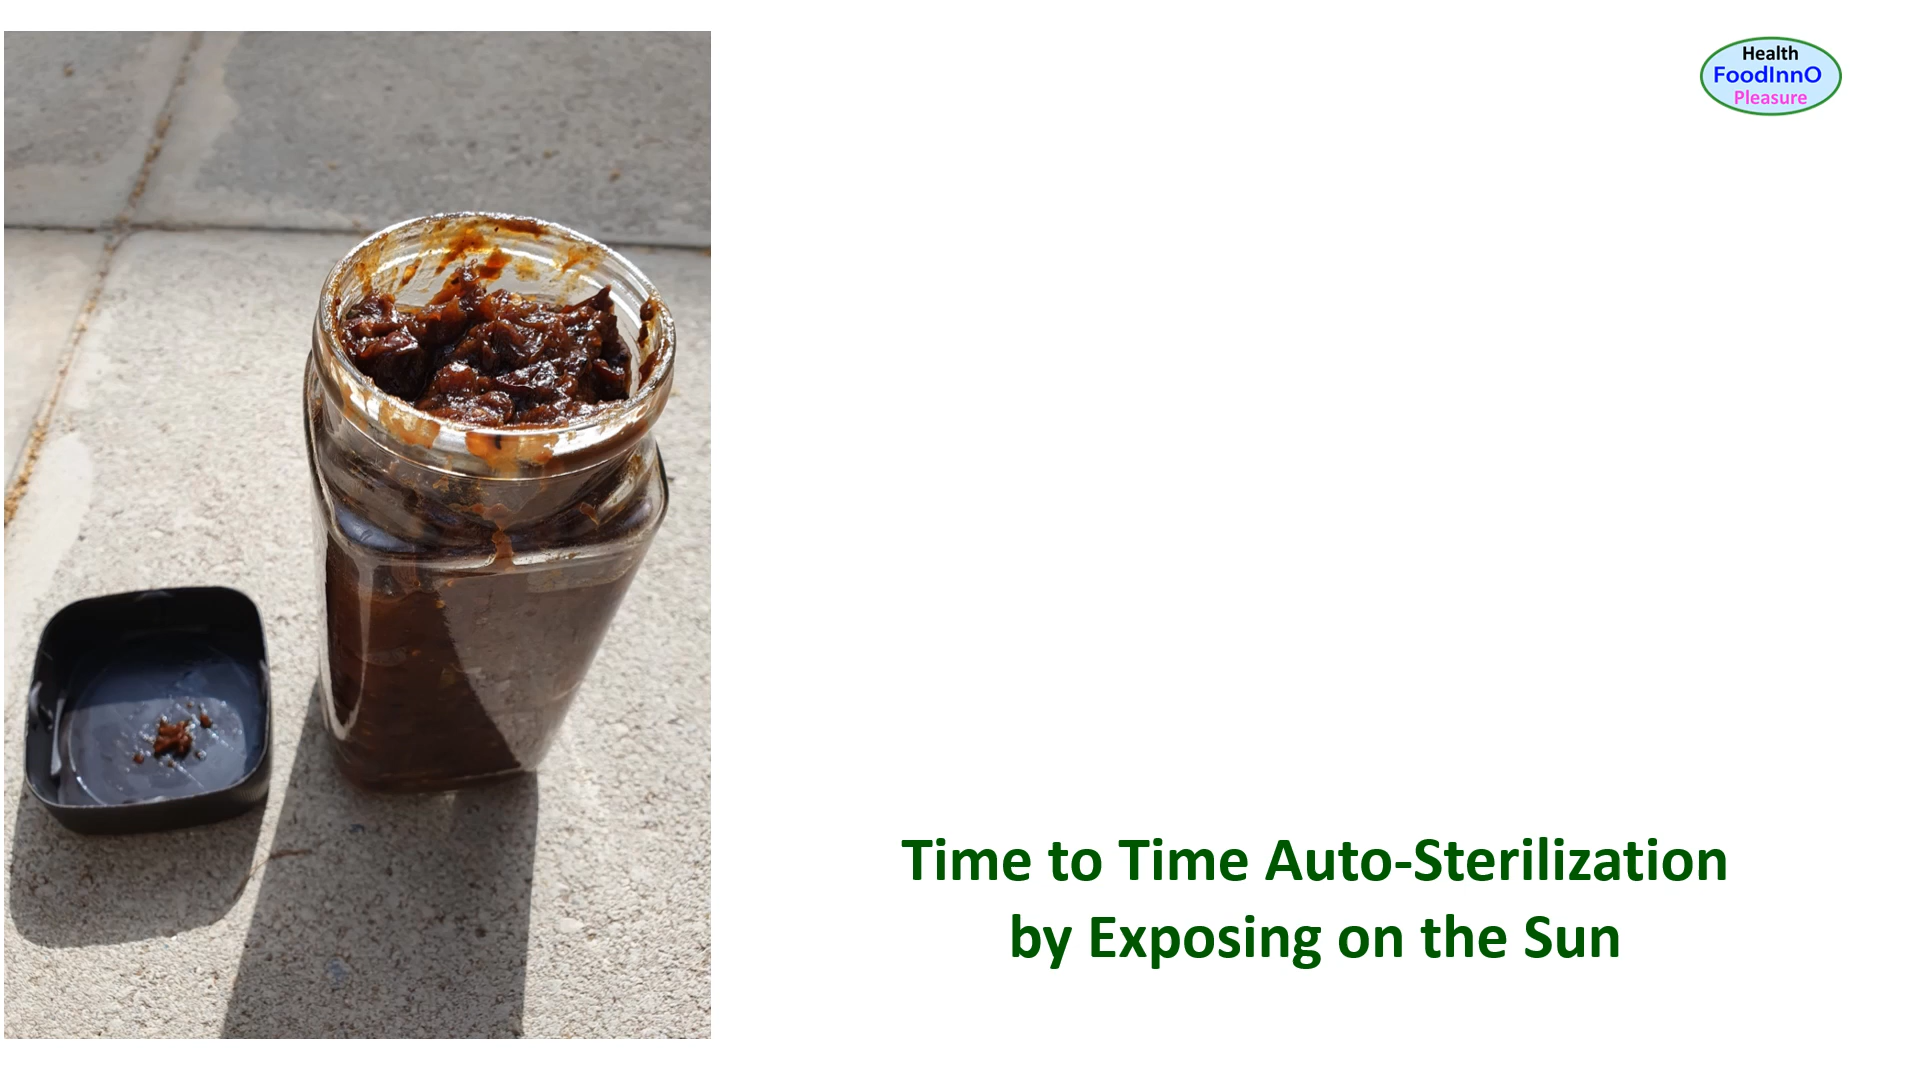 Health
FoodInnO
Pleasure
Time to Time Auto-Sterilization
by Exposing on the Sun